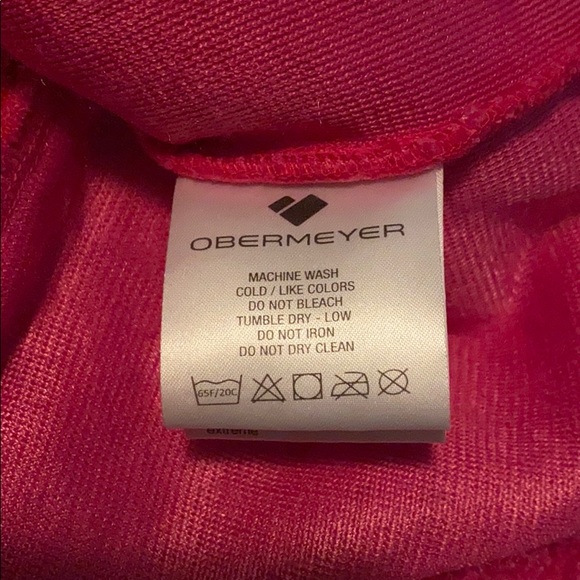 OBERMEYER
MACHINE WASH
COLD / LIKE COLORS
DO NOT BLEACH
TUMBLE DRY - LOW
DO NOT IRON
DO NOT DRY CLEAN
65F/20C
extreme